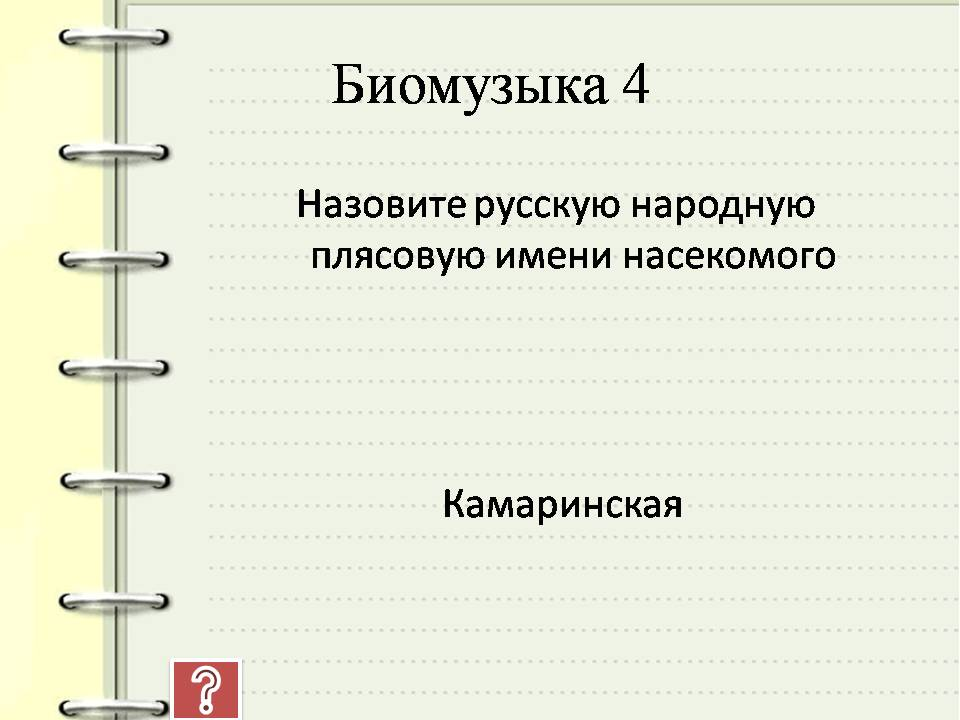 Биомузыка 4
Назовите русскую народную
плясовую имени насекомого
Камаринская
?